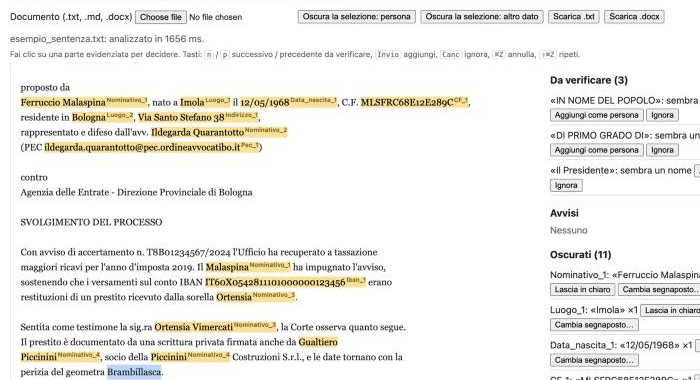 Documento (.txt, .md, .docx) Choose file No file chosen Oscura la selezione: persona Oscura la selezione: altro dato Scarica .txt Scarica .docx
esempio_sentenza.txt: analizzato in 1656 ms.
Fai clic su una parte evidenziata per decidere. Tasti: n / p successivo / precedente da verificare, Invio aggiungi, Canc ignora, ⌘Z annulla, ⇧⌘Z ripeti.
proposto da
Ferruccio Malaspina Nominativo_1, nato a Imola Luogo_1 il 12/05/1968 Data_nascita_1, C.F. MLSFRC68E12E289C CF_1,
residente in Bologna Luogo_2, Via Santo Stefano 38 Indirizzo_1,
rappresentato e difeso dall'avv. Ildegarda Quarantotto Nominativo_2
(PEC ildegarda.quarantotto@pec.ordineavvocatibo.it Pec_1)
contro
Agenzia delle Entrate - Direzione Provinciale di Bologna
SVOLGIMENTO DEL PROCESSO
Con avviso di accertamento n. T8B01234567/2024 l'Ufficio ha recuperato a tassazione
maggiori ricavi per l'anno d'imposta 2019. Il Malaspina Nominativo_1 ha impugnato l'avviso,
sostenendo che i versamenti sul conto IBAN IT60X0542811101000000123456 Iban_1 erano
restituzioni di un prestito ricevuto dalla sorella Ortensia Nominativo_3.
Sentita come testimone la sig.ra Ortensia Vimercati Nominativo_3, la Corte osserva quanto segue.
Il prestito è documentato da una scrittura privata firmata anche da Gualtiero
Piccinini Nominativo_4, socio della Piccinini Nominativo_4 Costruzioni S.r.l., e le date tornano con la
perizia del geometra Brambillasca.
Da verificare (3)
«IN NOME DEL POPOLO»: sembra
Aggiungi come persona Ignora
«DI PRIMO GRADO DI»: sembra
Aggiungi come persona Ignora
«Il Presidente»: sembra un nome
Ignora
Avvisi
Nessuno
Oscurati (11)
Nominativo_1: «Ferruccio Malaspina
Lascia in chiaro Cambia segnaposto..
Luogo_1: «Imola» ×1 Lascia in chiaro
Cambia segnaposto…
Data_nascita_1: «12/05/1968» ×1
Cambia segnaposto…